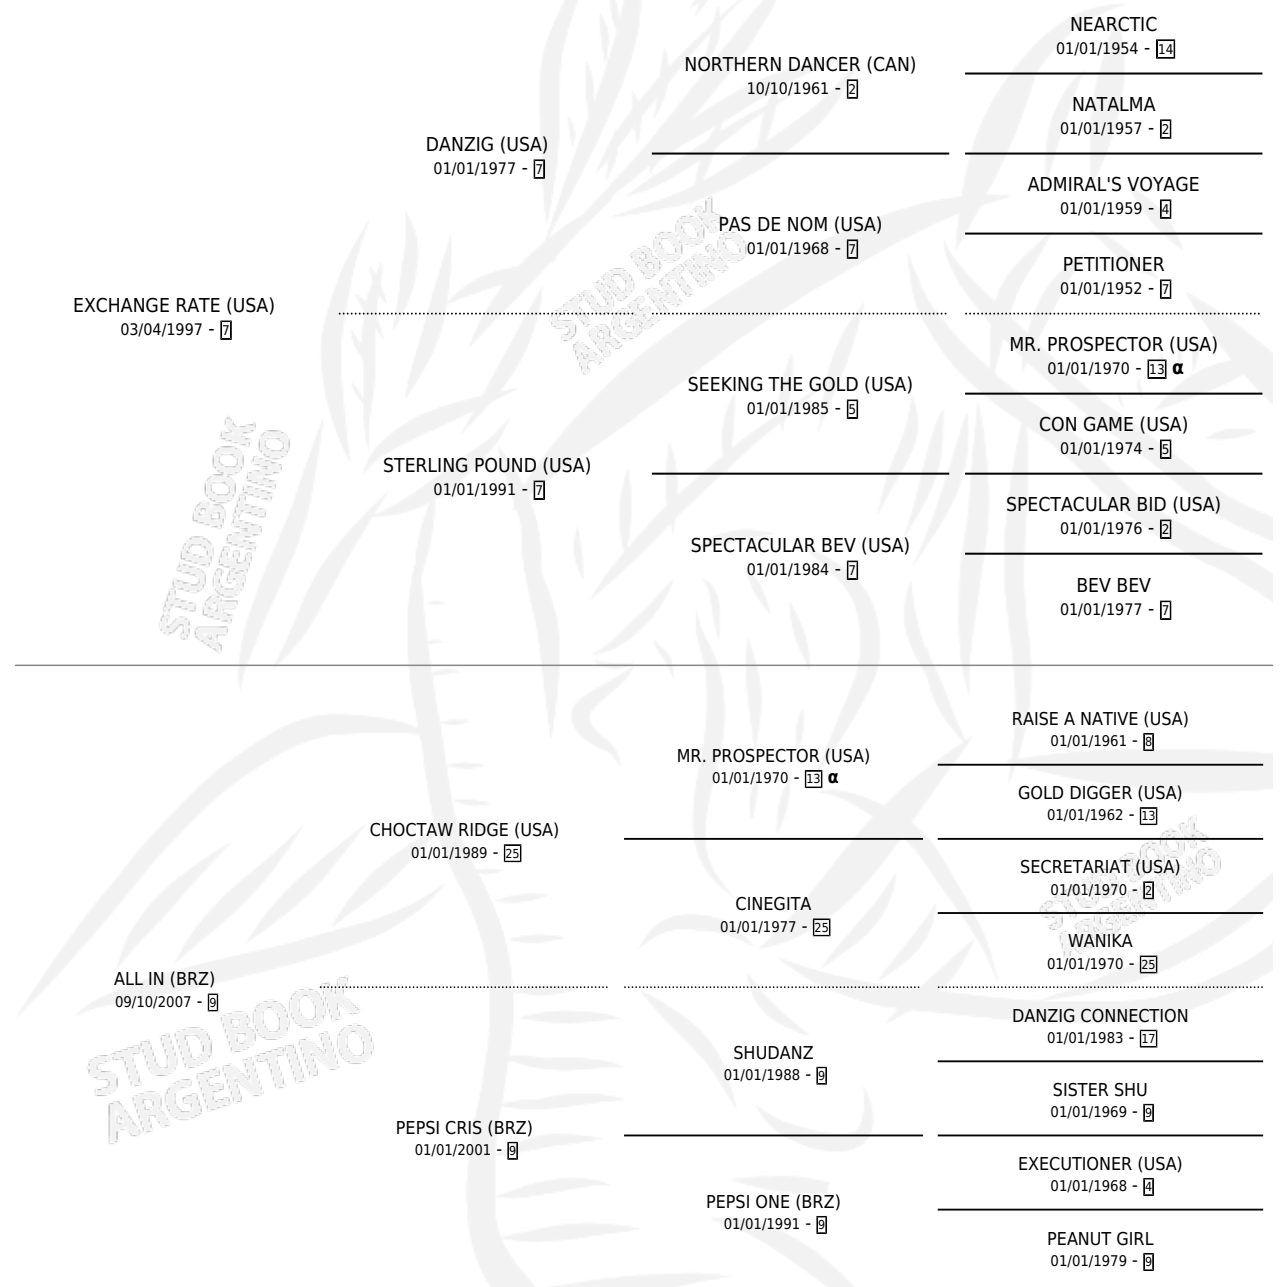 NEARCTIC
01/01/1954 - 14
NORTHERN DANCER (CAN)
10/10/1961 - 2
NATALMA
01/01/1957 - 2
DANZIG (USA)
01/01/1977 - 7
ADMIRAL'S VOYAGE
01/01/1959 - 4
PAS DE NOM (USA)
01/01/1968 - 7
PETITIONER
01/01/1952 - 7
EXCHANGE RATE (USA)
03/04/1997 - 7
MR. PROSPECTOR (USA)
01/01/1970 - 13 α
SEEKING THE GOLD (USA)
01/01/1985 - 5
CON GAME (USA)
01/01/1974 - 5
STERLING POUND (USA)
01/01/1991 - 7
SPECTACULAR BID (USA)
01/01/1976 - 2
SPECTACULAR BEV (USA)
01/01/1984 - 7
BEV BEV
01/01/1977 - 7
RAISE A NATIVE (USA)
01/01/1961 - 8
MR. PROSPECTOR (USA)
01/01/1970 - 13 α
GOLD DIGGER (USA)
01/01/1962 - 13
CHOCTAW RIDGE (USA)
01/01/1989 - 25
SECRETARIAT (USA)
01/01/1970 - 2
CINEGITA
01/01/1977 - 25
WANIKA
01/01/1970 - 25
ALL IN (BRZ)
09/10/2007 - 9
DANZIG CONNECTION
01/01/1983 - 17
SHUDANZ
01/01/1988 - 9
SISTER SHU
01/01/1969 - 9
PEPSI CRIS (BRZ)
01/01/2001 - 9
EXECUTIONER (USA)
01/01/1968 - 4
PEPSI ONE (BRZ)
01/01/1991 - 9
PEANUT GIRL
01/01/1979 - 9
STUD BOOK
ARGENTINO
STUD BOOK
ARGENTINO
STUD BOOK
ARGENTINO
STUD BOOK
ARGENTINO